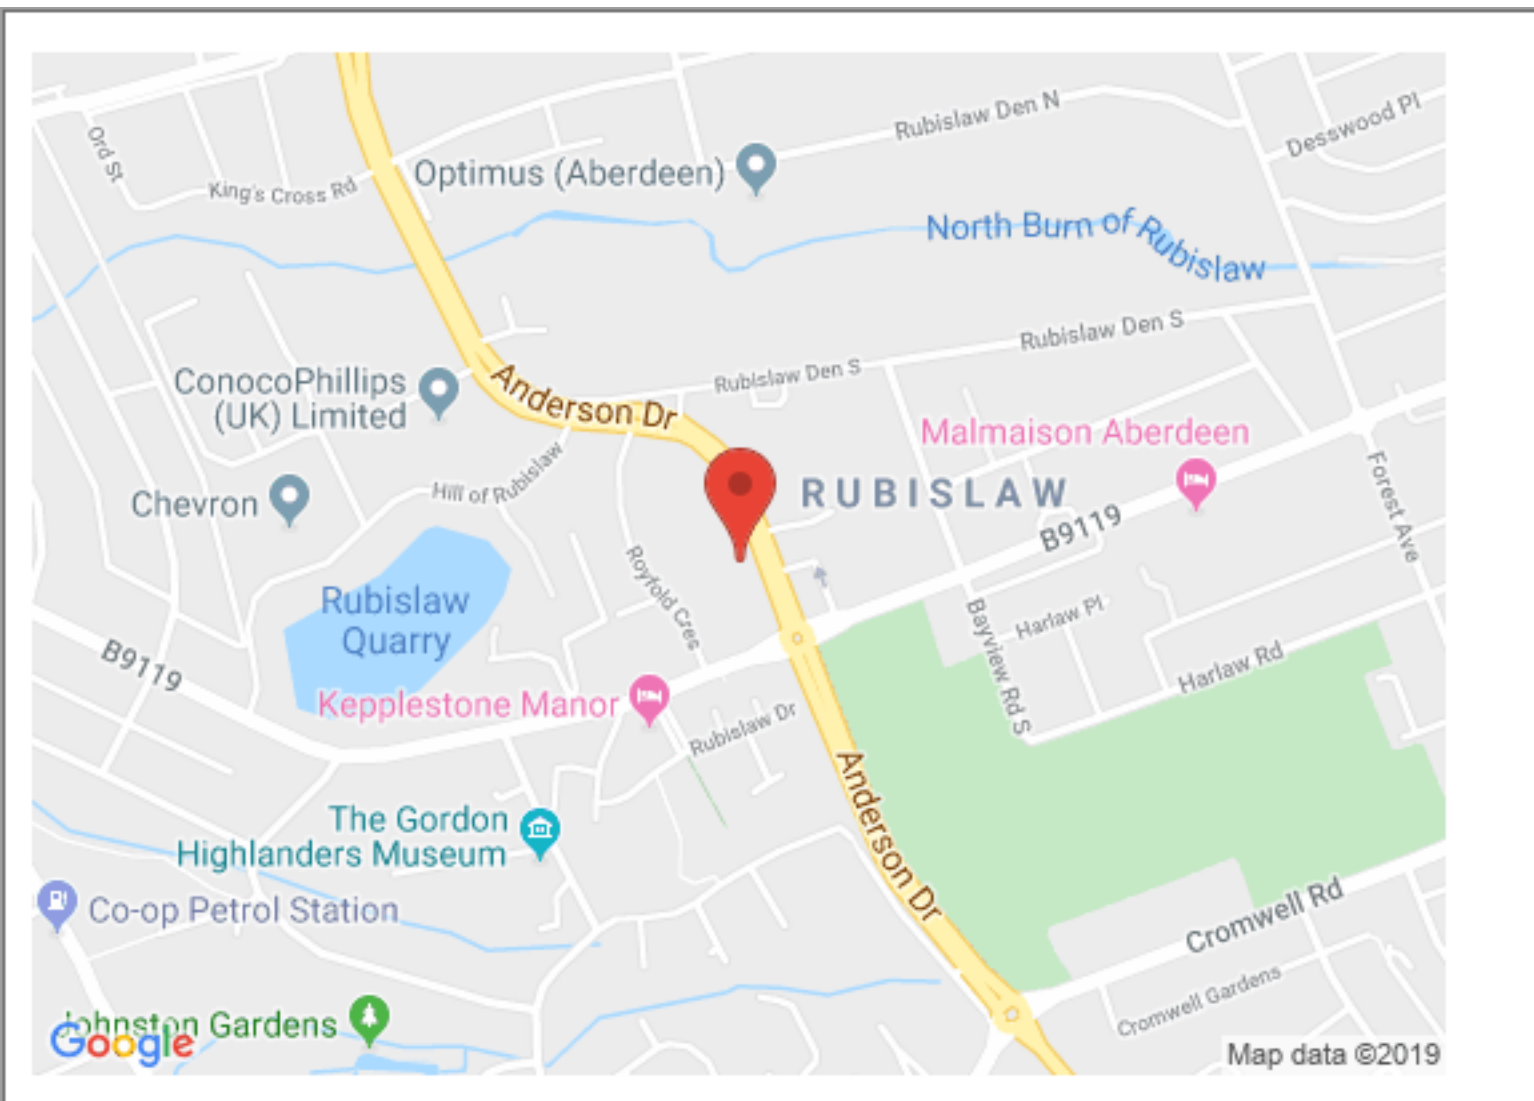 Rubislaw Den N
Desswood Pl
Ord St
King's Cross Rd
Optimus (Aberdeen)
North Burn of Rubislaw
Rubislaw Den S
Rubislaw Den S
ConocoPhillips
(UK) Limited
Anderson Dr
Malmaison Aberdeen
Chevron
Hill of Rubislaw
RUBISLAW
B9119
Forest Ave
Royfold Cres
Rubislaw
Quarry
Harlaw Pl
Bayview Rd S
B9119
Harlaw Rd
Kepplestone Manor
Rubislaw Dr
Anderson Dr
The Gordon
Highlanders Museum
Co-op Petrol Station
Cromwell Rd
Cromwell Gardens
Johnston Gardens
Google
Map data ©2019